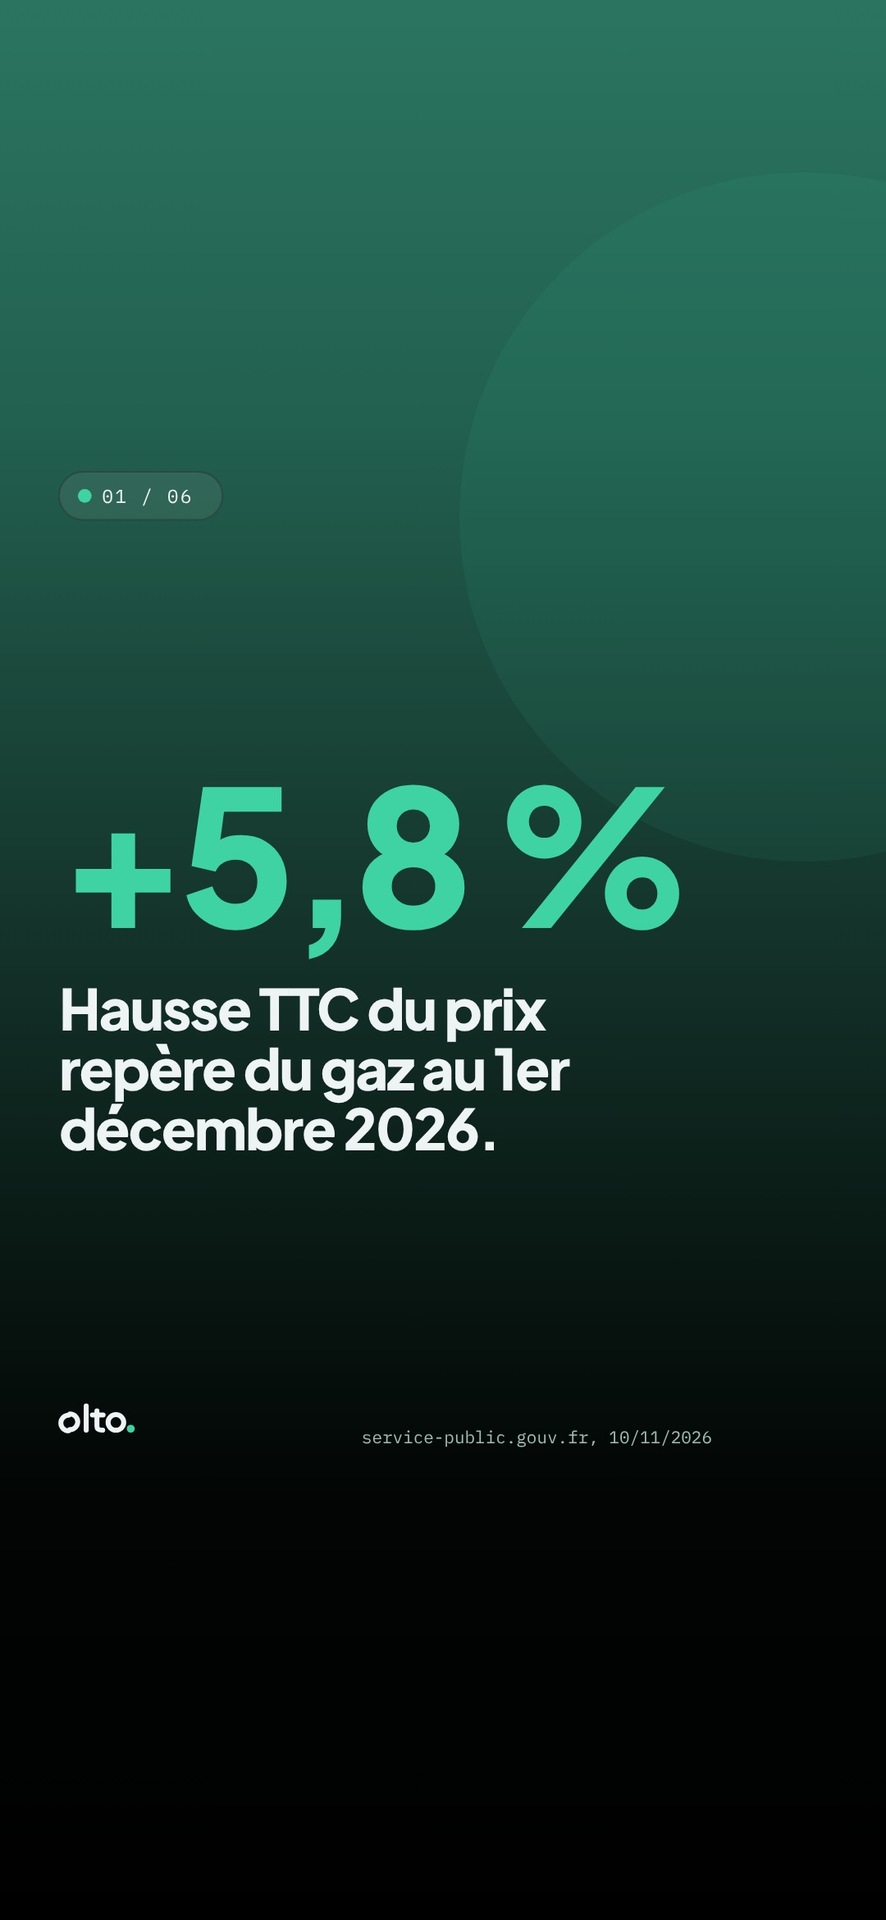 01 / 06
+5,8 %
Hausse TTC du prix
repère du gaz au 1er
décembre 2026.
olto.
service-public.gouv.fr, 10/11/2026